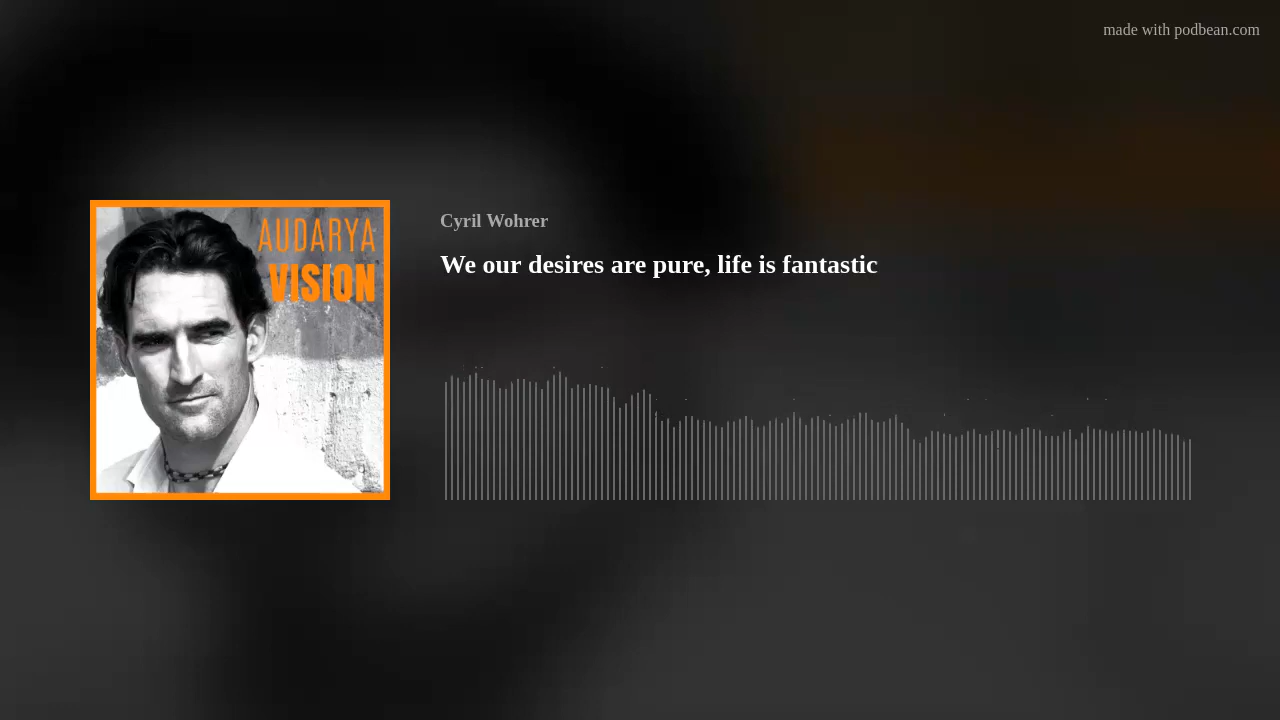 made with podbean.com
AUDARYA
VISION
Cyril Wohrer
We our desires are pure, life is fantastic